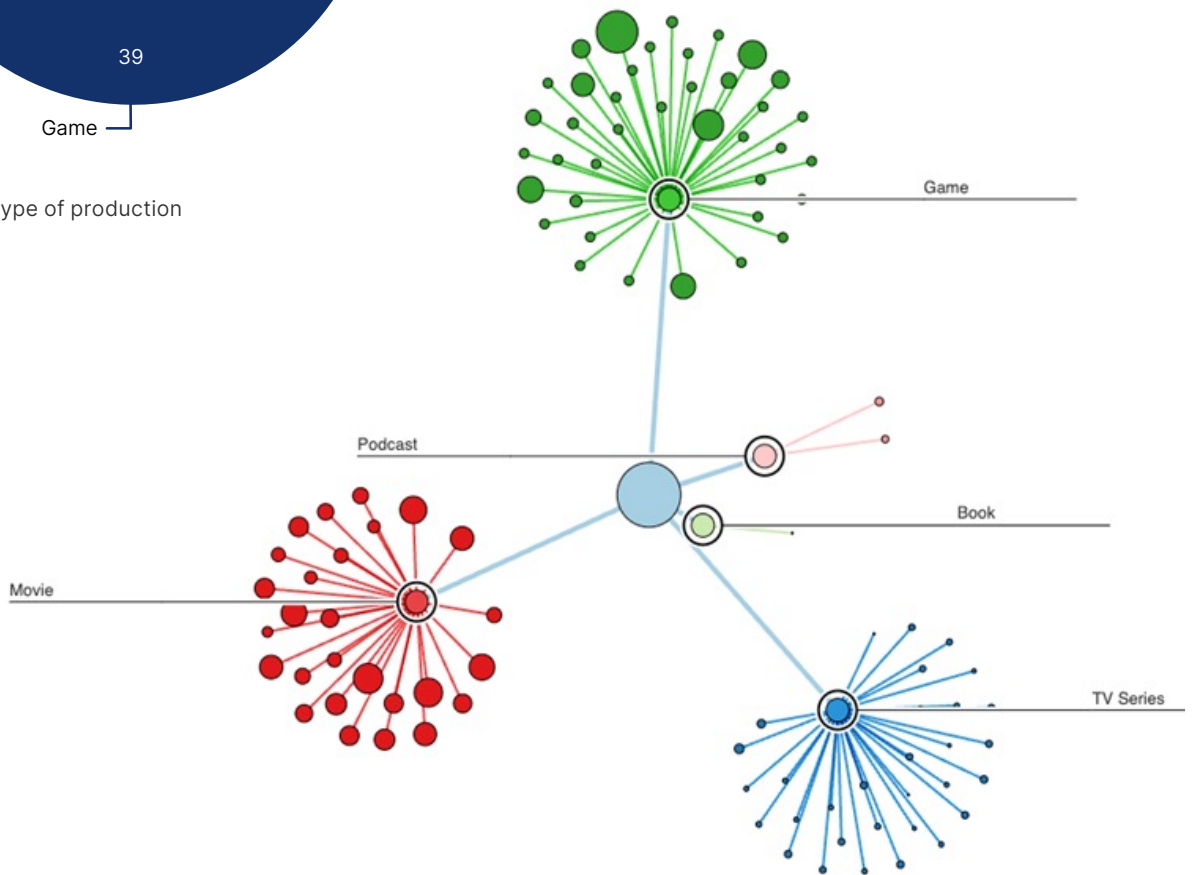 39
Game
ype of production
Game
Podcast
Book
Movie
TV Series